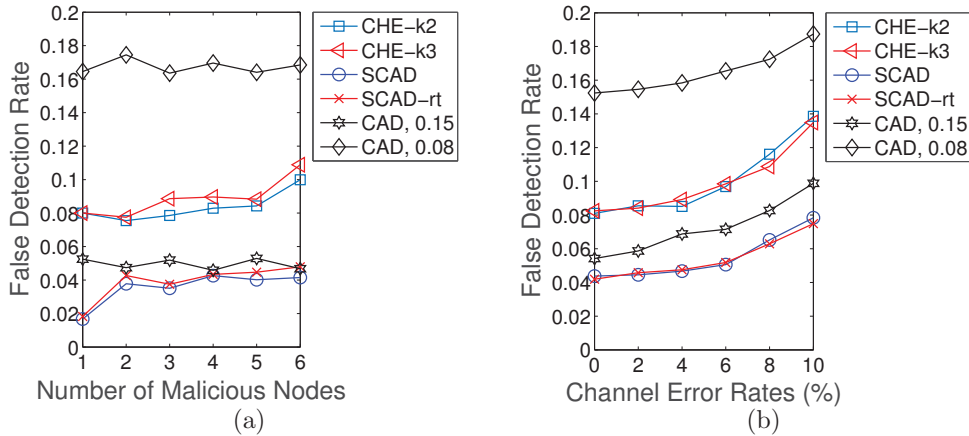 0.2
0.18
0.16
0.14
0.12
0.1
0.08
0.06
0.04
0.02
0
1 2 3 4 5 6
False Detection Rate
Number of Malicious Nodes
CHE-k2
CHE-k3
SCAD
SCAD-rt
CAD, 0.15
CAD, 0.08
(a)
0.2
0.18
0.16
0.14
0.12
0.1
0.08
0.06
0.04
0.02
0
0 2 4 6 8 10
False Detection Rate
Channel Error Rates (%)
CHE-k2
CHE-k3
SCAD
SCAD-rt
CAD, 0.15
CAD, 0.08
(b)